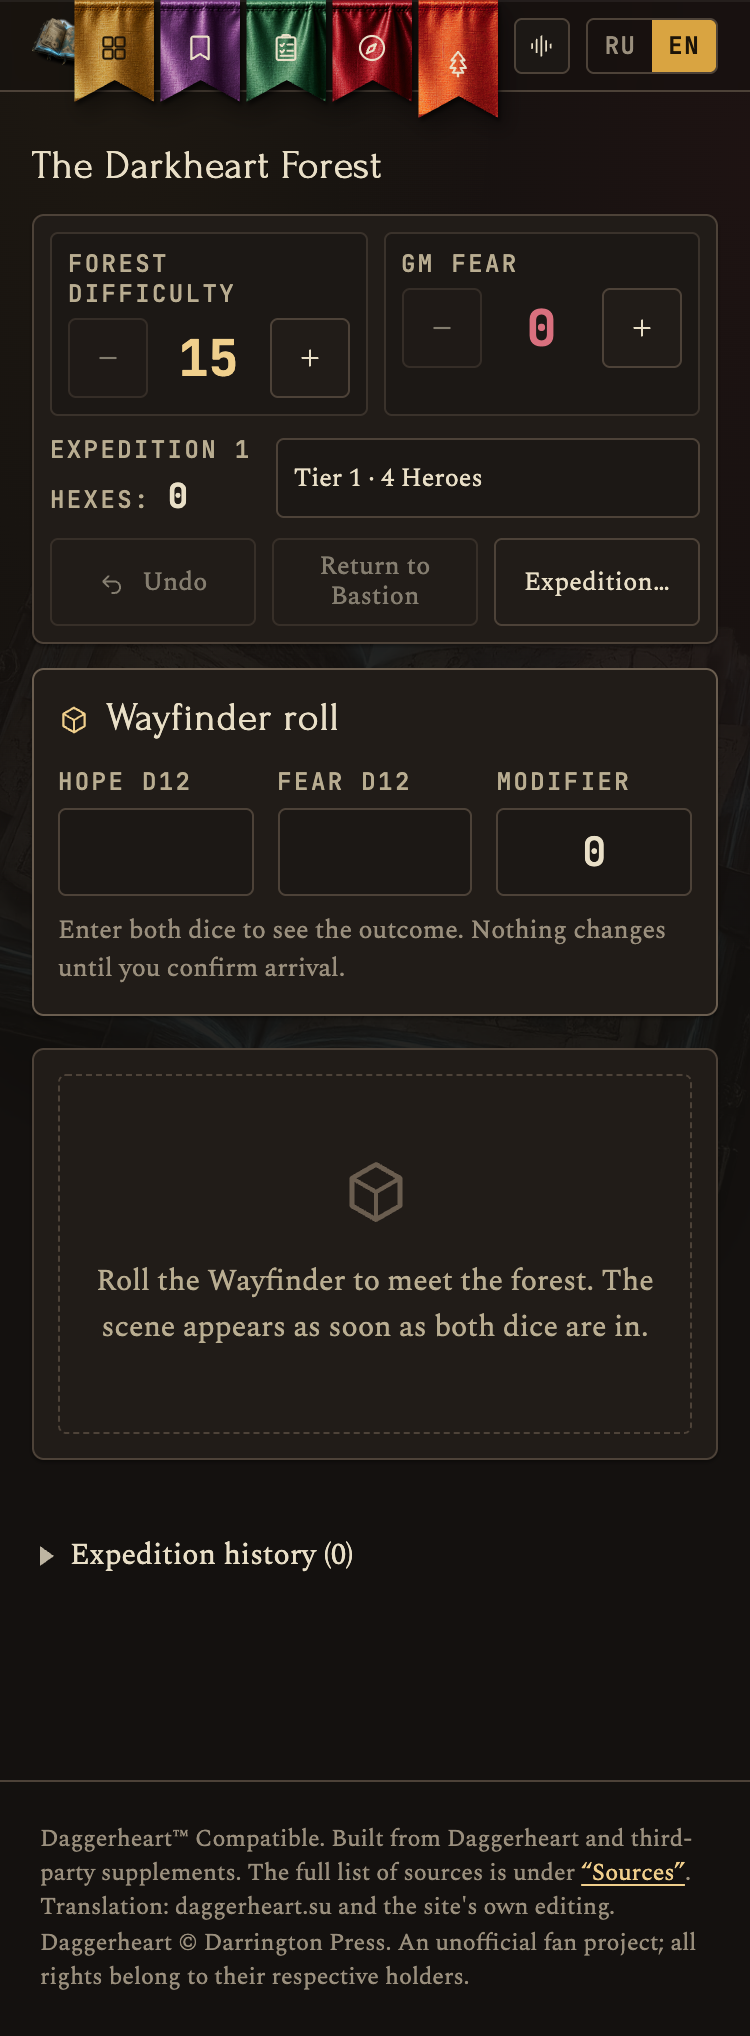 RU
EN
The Darkheart Forest
FOREST
DIFFICULTY
15
GM FEAR
0
EXPEDITION 1
HEXES: 0
Tier 1 · 4 Heroes
Undo
Return to
Bastion
Expedition…
Wayfinder roll
HOPE D12
FEAR D12
MODIFIER
0
Enter both dice to see the outcome. Nothing changes
until you confirm arrival.
Roll the Wayfinder to meet the forest. The
scene appears as soon as both dice are in.
Expedition history (0)
Daggerheart™ Compatible. Built from Daggerheart and third-
party supplements. The full list of sources is under “Sources”.
Translation: daggerheart.su and the site's own editing.
Daggerheart © Darrington Press. An unofficial fan project; all
rights belong to their respective holders.